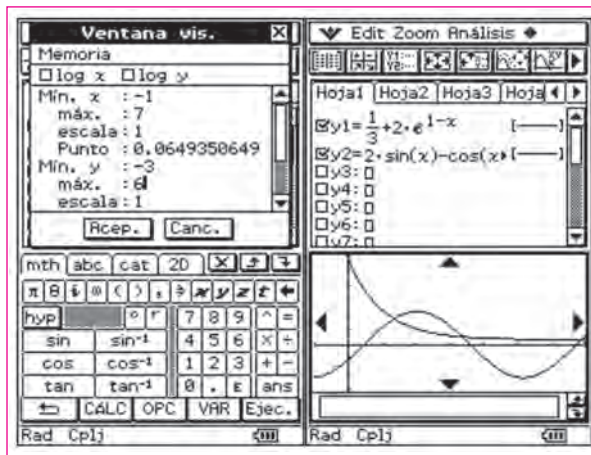 Ventana vis.
Memoria
log x log y
Mín. x :-1
máx. :7
escala:1
Punto :0.0649350649
Mín. y :-3
máx. :6
escala:1
Acep. Canc.
mth abc cat 2D
π θ i ∞ ( ) , ⇒ x y z t ←
hyp ° r 7 8 9 ^ =
sin sin⁻¹ 4 5 6 × ÷
cos cos⁻¹ 1 2 3 + -
tan tan⁻¹ 0 . E ans
CALC OPC VAR Ejec.
Rad Cplj
Edit Zoom Análisis
Hoja1 Hoja2 Hoja3 Hoja
y1=1/3+2·e^1-x [—]
y2=2·sin(x)-cos(x [—]
y3:
y4:
y5:
y6:
y7:
Rad Cplj